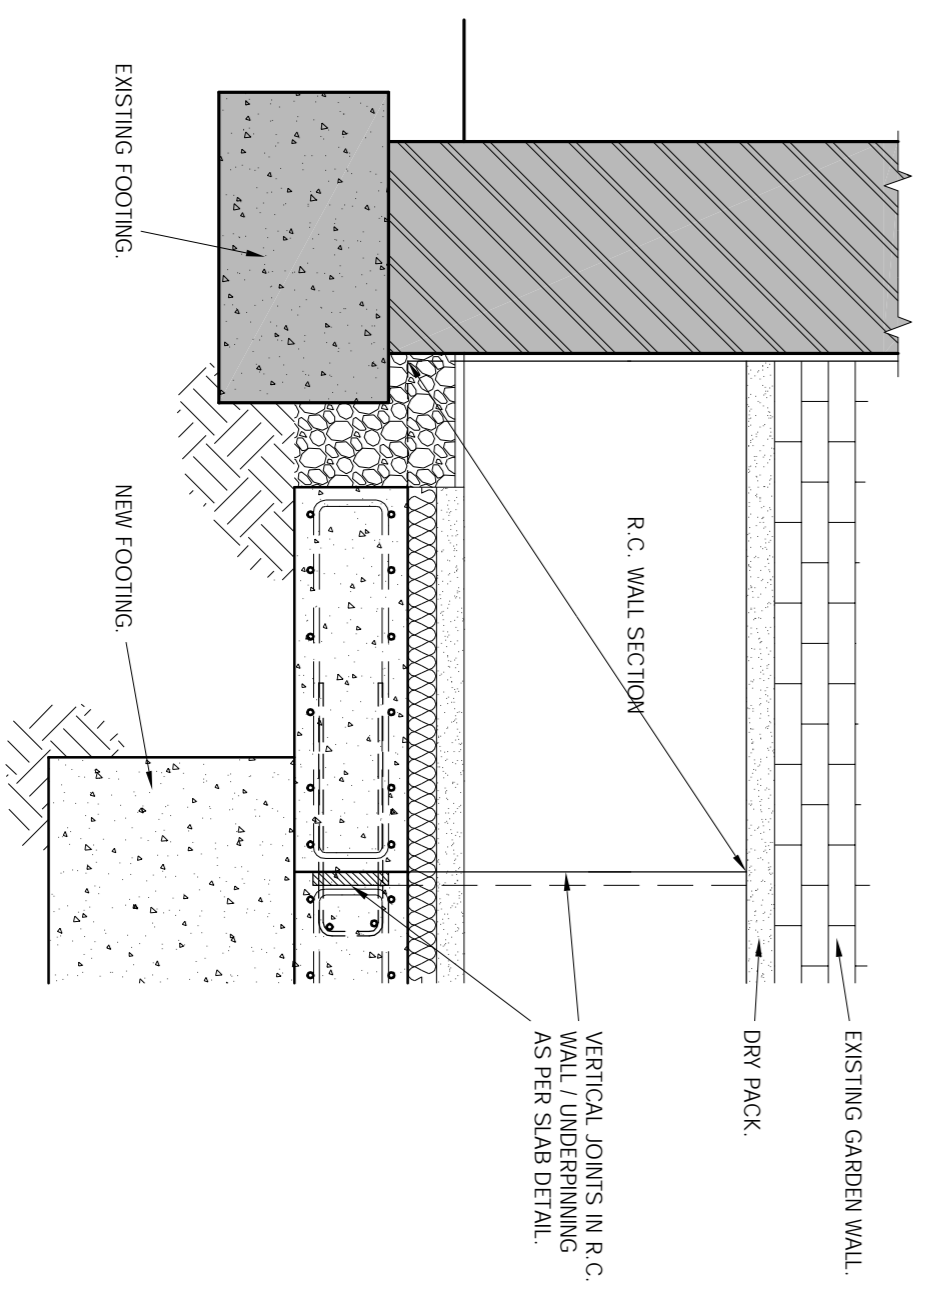 EXISTING GARDEN WALL.
DRY PACK.
R.C. WALL SECTION
VERTICAL JOINTS IN R.C.
WALL / UNDERPINNING
AS PER SLAB DETAIL.
EXISTING FOOTING.
NEW FOOTING.